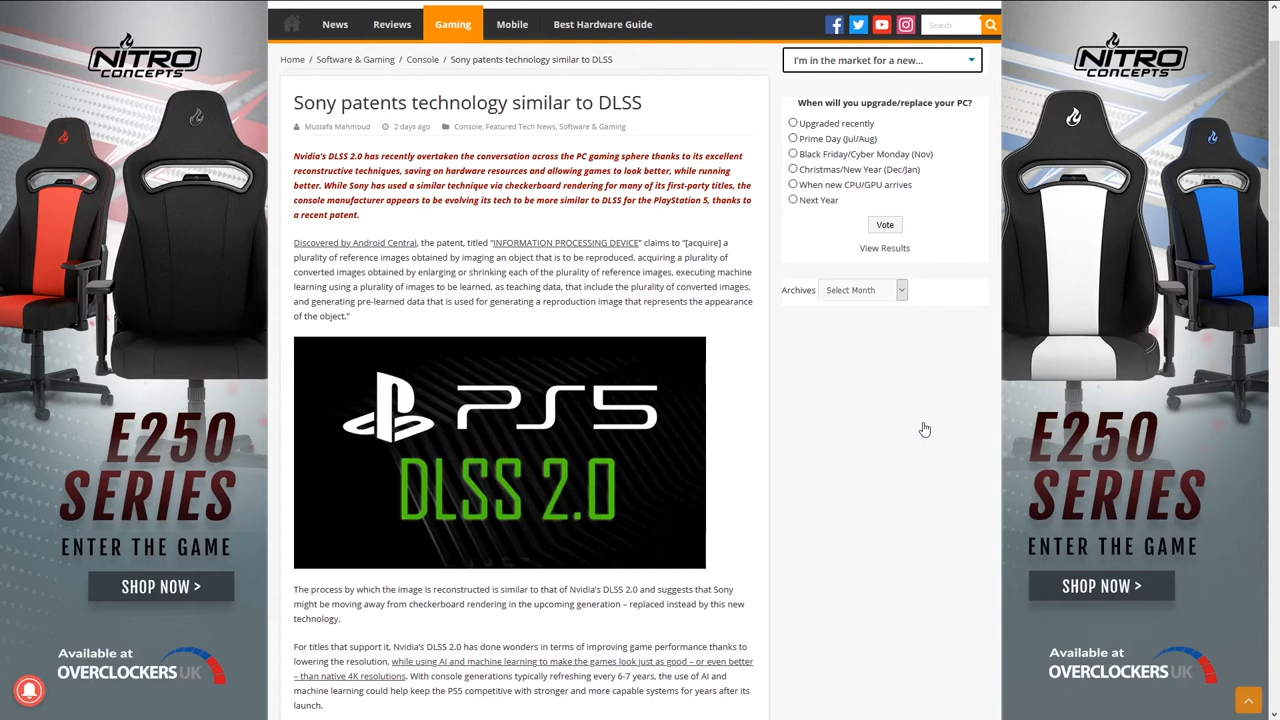 News
Reviews
Gaming
Mobile
Best Hardware Guide
Search
Home / Software & Gaming / Console / Sony patents technology similar to DLSS
Sony patents technology similar to DLSS
Mustafa Mahmoud
2 days ago
Console, Featured Tech News, Software & Gaming
Nvidia's DLSS 2.0 has recently overtaken the conversation across the PC gaming sphere thanks to its excellent
reconstructive techniques, saving on hardware resources and allowing games to look better, while running
better. While Sony has used a similar technique via checkerboard rendering for many of its first-party titles, the
console manufacturer appears to be evolving its tech to be more similar to DLSS for the PlayStation 5, thanks to
a recent patent.
Discovered by Android Central, the patent, titled "INFORMATION PROCESSING DEVICE" claims to "[acquire] a
plurality of reference images obtained by imaging an object that is to be reproduced, acquiring a plurality of
converted images obtained by enlarging or shrinking each of the plurality of reference images, executing machine
learning using a plurality of images to be learned, as teaching data, that include the plurality of converted images,
and generating pre-learned data that is used for generating a reproduction image that represents the appearance
of the object."
PS5
DLSS 2.0
The process by which the image is reconstructed is similar to that of Nvidia's DLSS 2.0 and suggests that Sony
might be moving away from checkerboard rendering in the upcoming generation – replaced instead by this new
technology.
For titles that support it, Nvidia's DLSS 2.0 has done wonders in terms of improving game performance thanks to
lowering the resolution, while using AI and machine learning to make the games look just as good – or even better
– than native 4K resolutions. With console generations typically refreshing every 6-7 years, the use of AI and
machine learning could help keep the PS5 competitive with stronger and more capable systems for years after its
launch.
I'm in the market for a new...
When will you upgrade/replace your PC?
Upgraded recently
Prime Day (Jul/Aug)
Black Friday/Cyber Monday (Nov)
Christmas/New Year (Dec/Jan)
When new CPU/GPU arrives
Next Year
Vote
View Results
Archives
Select Month
NITRO
CONCEPTS
E250
SERIES
ENTER THE GAME
SHOP NOW >
Available at
OVERCLOCKERS UK
NITRO
CONCEPTS
E250
SERIES
ENTER THE GAME
SHOP NOW >
Available at
OVERCLOCKERS UK